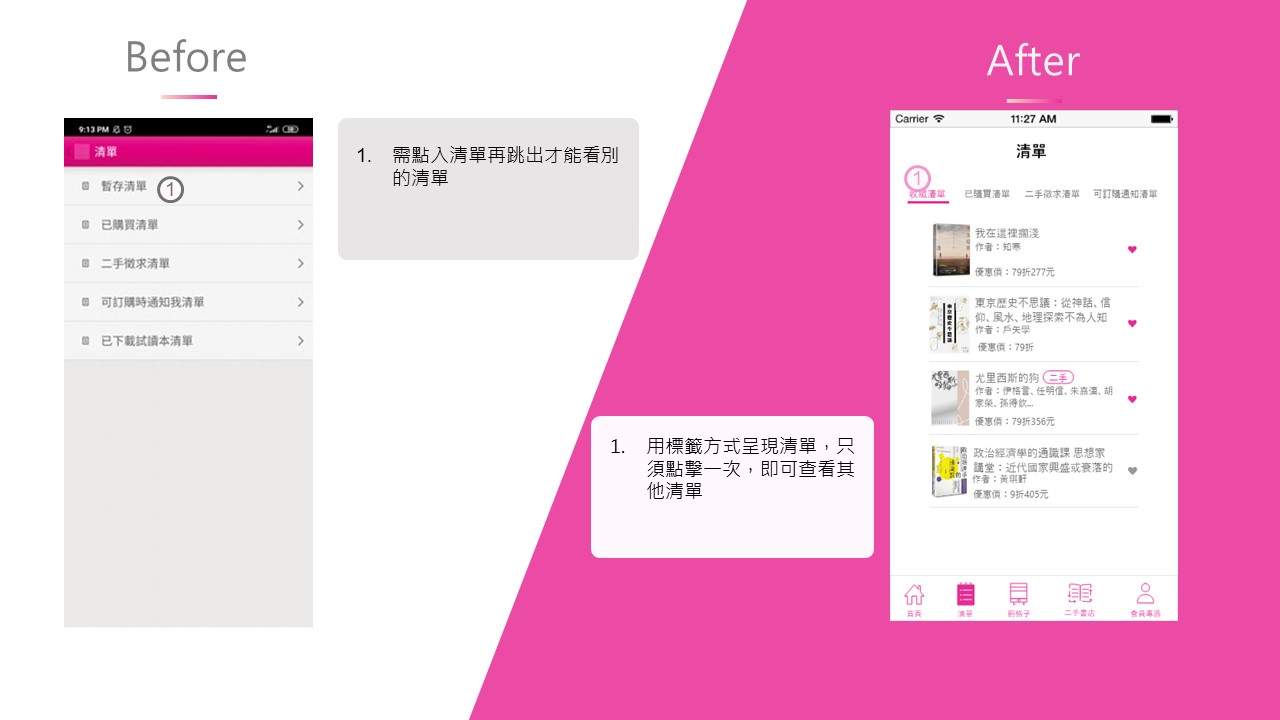 Before
After
9:13 PM
清單
暫存清單
1
已購買清單
二手徵求清單
可訂購時通知我清單
已下載試讀本清單
1. 需點入清單再跳出才能看別
的清單
1. 用標籤方式呈現清單，只
須點擊一次，即可查看其
他清單
Carrier
11:27 AM
清單
1
收藏清單 已購買清單 二手徵求清單 可訂購通知清單
我在這裡擱淺
作者：知寒
優惠價：79折277元
東京歷史不思議：從神話、信
仰、風水、地理探索不為人知
作者：戶矢學
優惠價：79折
尤里西斯的狗 二手
作者：伊格言、任明信、朱嘉漢、胡
家榮、孫得欽...
優惠價：79折356元
政治經濟學的通識課 思想家
講堂：近代國家興盛或衰落的
作者：黃琪軒
優惠價：9折405元
首頁 清單 二手書店 會員專區